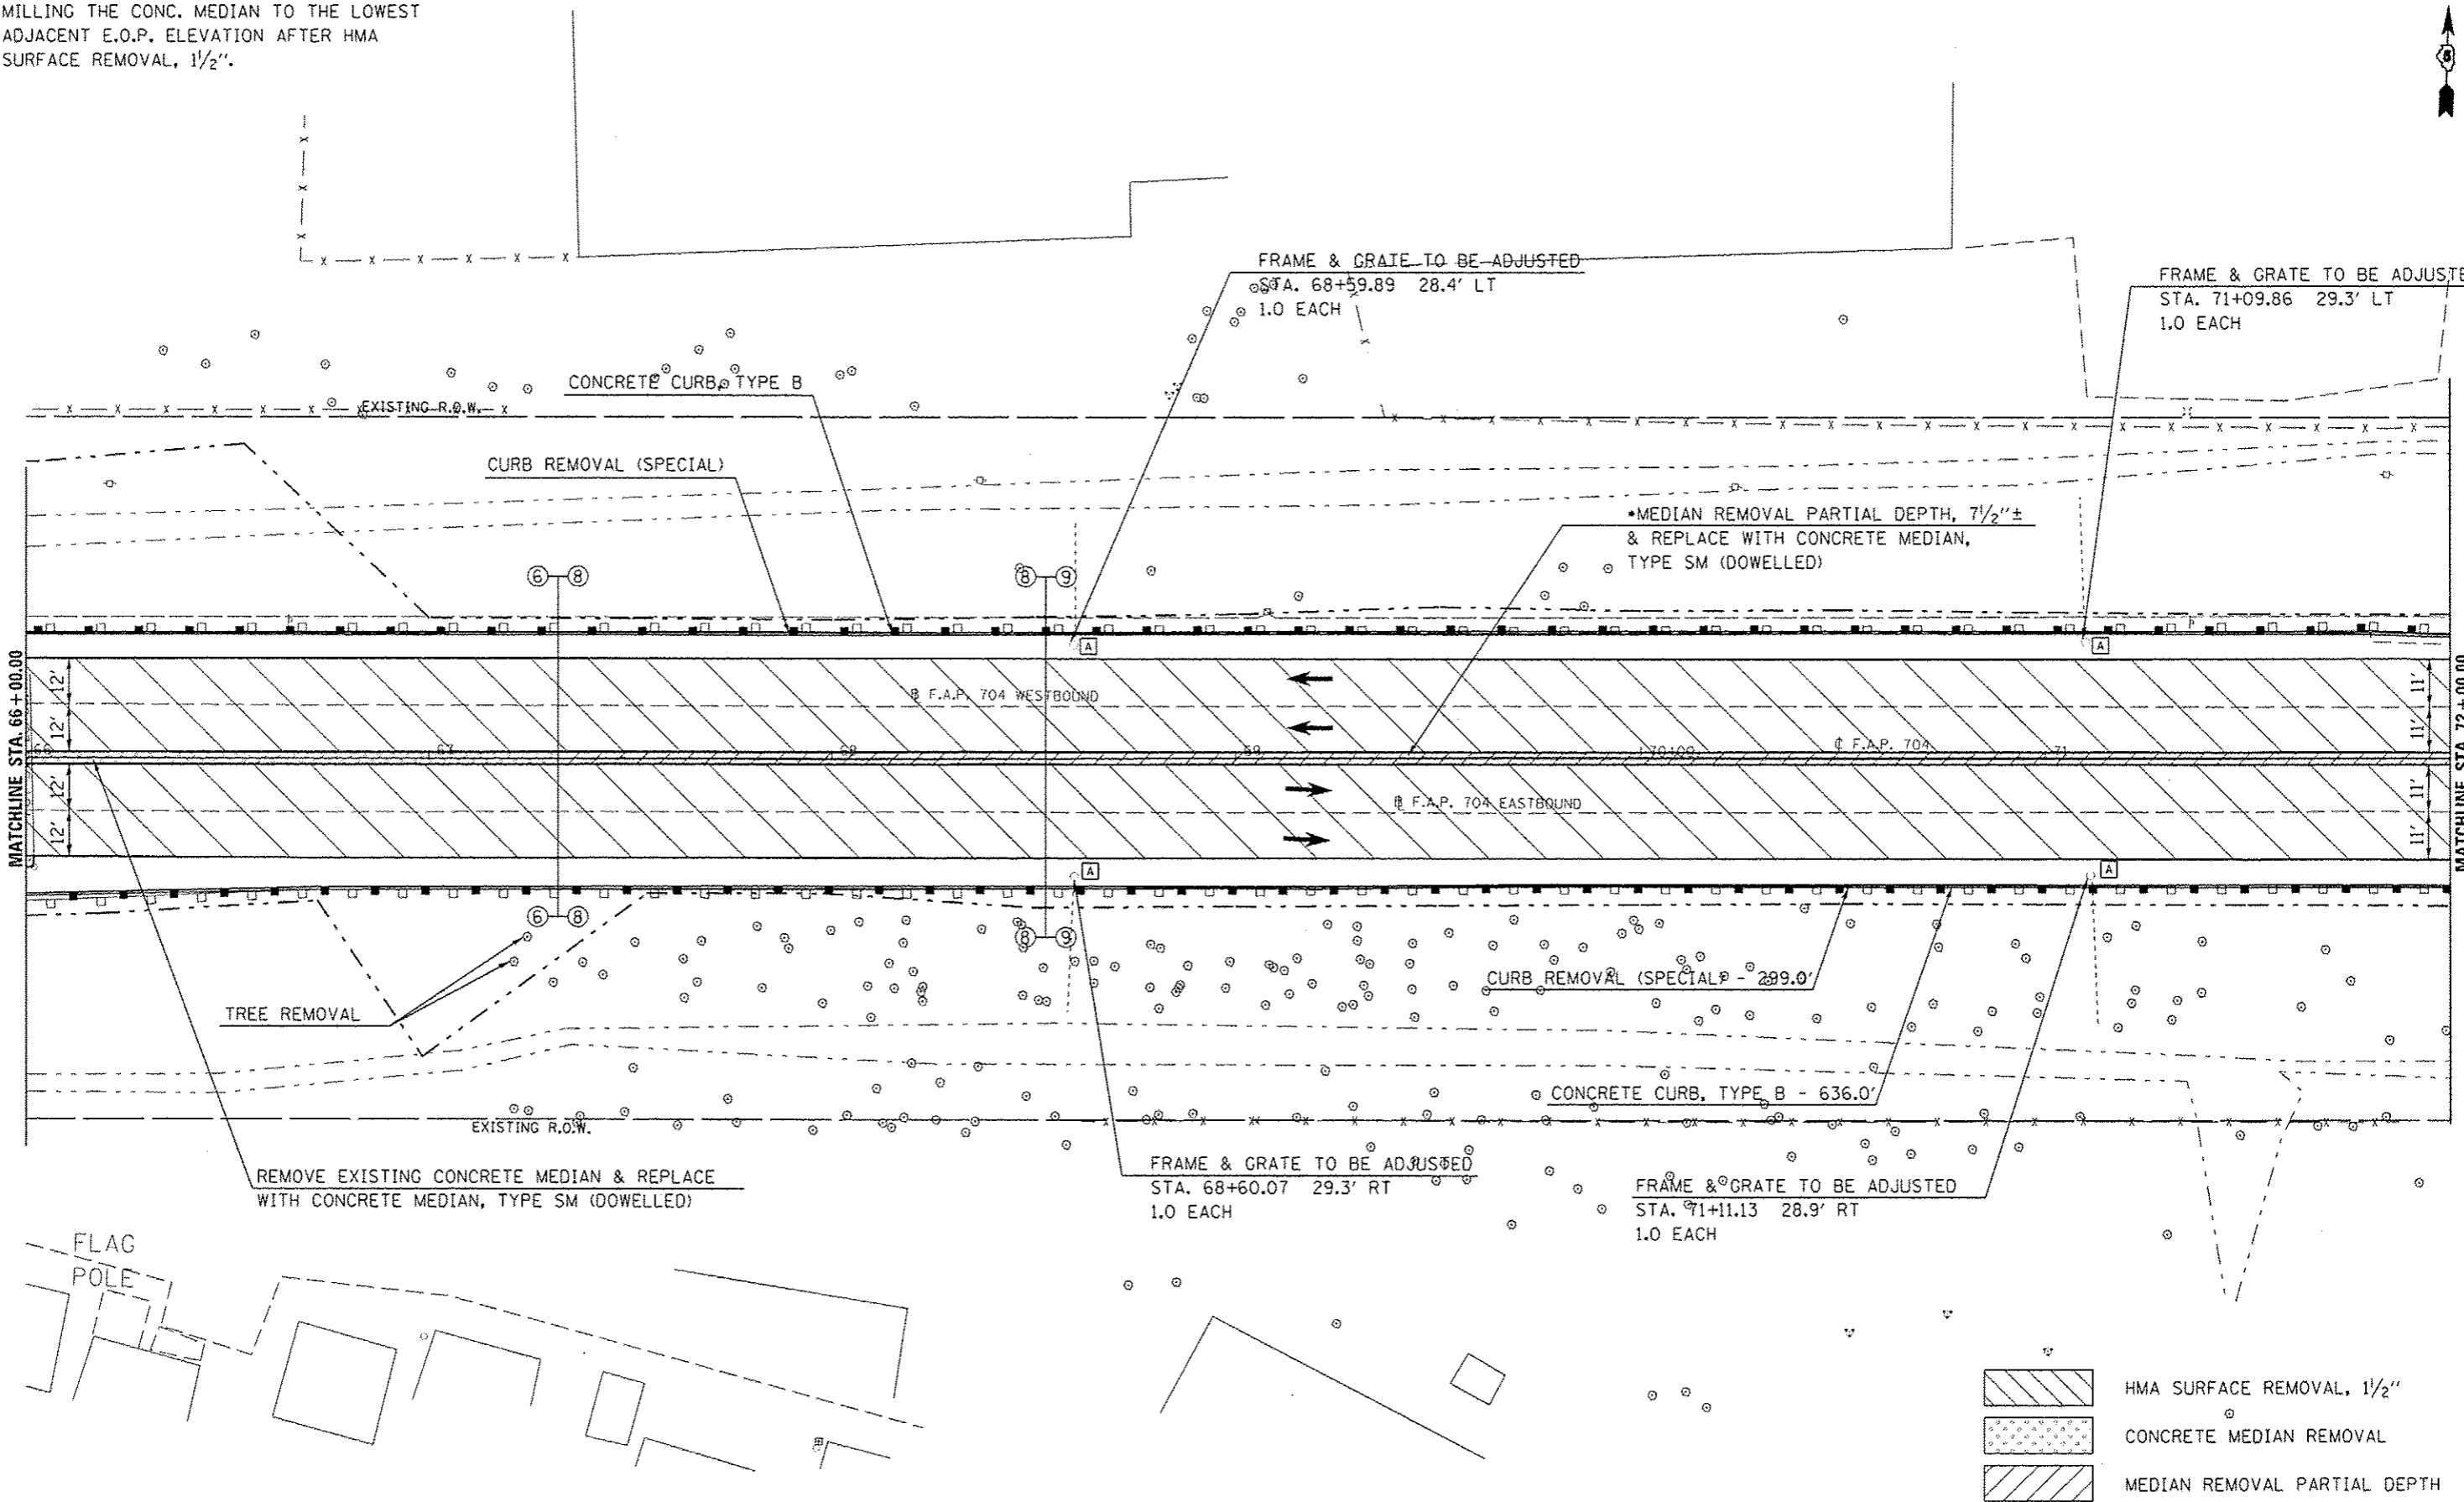 MILLING THE CONC. MEDIAN TO THE LOWEST
ADJACENT E.O.P. ELEVATION AFTER HMA
SURFACE REMOVAL, 1½".
FRAME & GRATE TO BE ADJUSTED
STA. 68+59.89 28.4' LT
1.0 EACH
FRAME & GRATE TO BE ADJUSTE
STA. 71+09.86 29.3' LT
1.0 EACH
CONCRETE CURB, TYPE B
EXISTING R.O.W.
CURB REMOVAL (SPECIAL)
*MEDIAN REMOVAL PARTIAL DEPTH, 7½"±
& REPLACE WITH CONCRETE MEDIAN,
TYPE SM (DOWELLED)
6 8
8 9
A
A
MATCHLINE STA. 66+00.00
12'
12'
12'
12'
℄ F.A.P. 704 WESTBOUND
66
67
68
69
70+00
℄ F.A.P. 704
71
℄ F.A.P. 704 EASTBOUND
11'
11'
11'
11'
MATCHLINE STA. 72+00.00
A
A
6 8
8 9
TREE REMOVAL
CURB REMOVAL (SPECIAL) - 299.0'
CONCRETE CURB, TYPE B - 636.0'
EXISTING R.O.W.
REMOVE EXISTING CONCRETE MEDIAN & REPLACE
WITH CONCRETE MEDIAN, TYPE SM (DOWELLED)
FRAME & GRATE TO BE ADJUSTED
STA. 68+60.07 29.3' RT
1.0 EACH
FRAME & GRATE TO BE ADJUSTED
STA. 71+11.13 28.9' RT
1.0 EACH
FLAG
POLE
HMA SURFACE REMOVAL, 1½"
CONCRETE MEDIAN REMOVAL
MEDIAN REMOVAL PARTIAL DEPTH